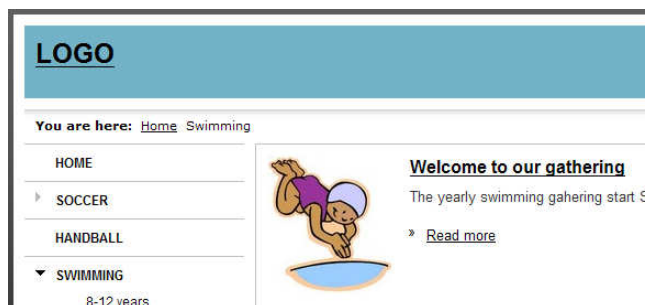 LOGO
You are here: Home Swimming
HOME
SOCCER
HANDBALL
SWIMMING
8-12 years
Welcome to our gathering
The yearly swimming gahering start S
» Read more